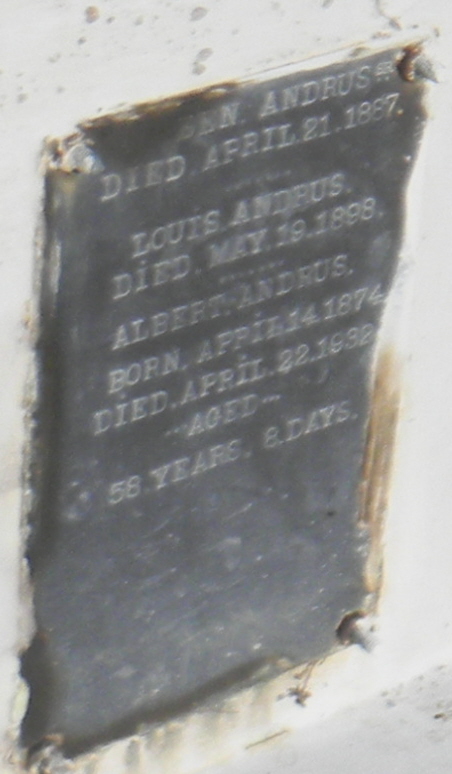 BEN. ANDRUS
DIED. APRIL. 21. 1887.
LOUIS. ANDRUS.
DIED. MAY. 19. 1898.
ALBERT. ANDRUS.
BORN. APRIL. 14. 1874
DIED. APRIL. 22. 1932
AGED
58. YEARS. 8. DAYS.